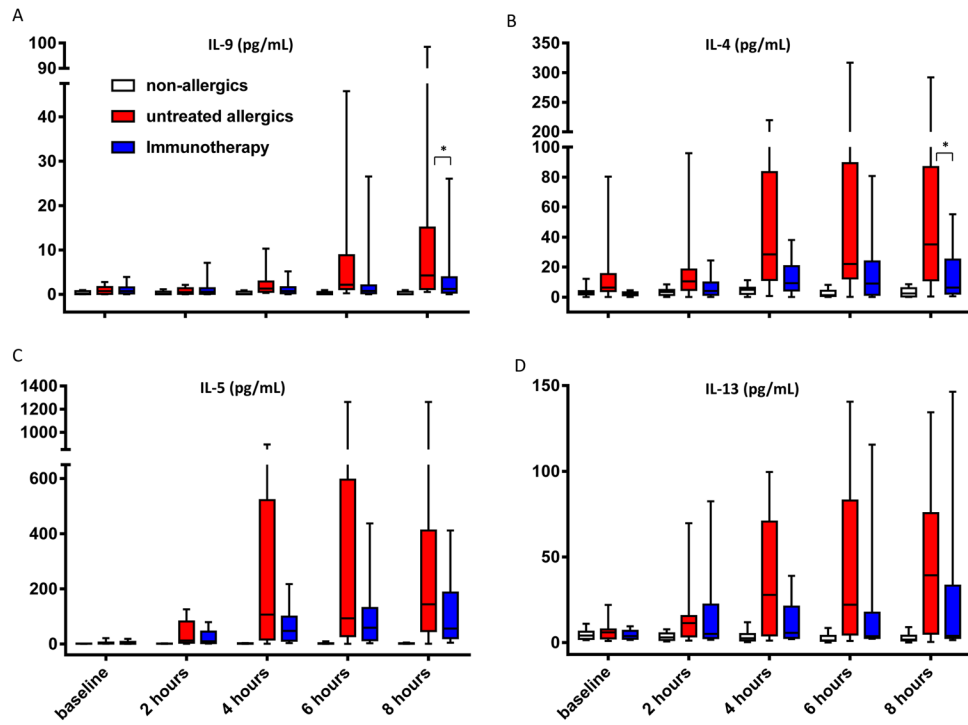 A
IL-9 (pg/mL)
100
90
40
30
20
10
0
non-allergics
untreated allergics
Immunotherapy
*
B
IL-4 (pg/mL)
350
300
250
200
150
100
80
60
40
20
0
*
C
IL-5 (pg/mL)
1400
1200
1000
600
400
200
0
baseline
2 hours
4 hours
6 hours
8 hours
D
IL-13 (pg/mL)
150
100
50
0
baseline
2 hours
4 hours
6 hours
8 hours